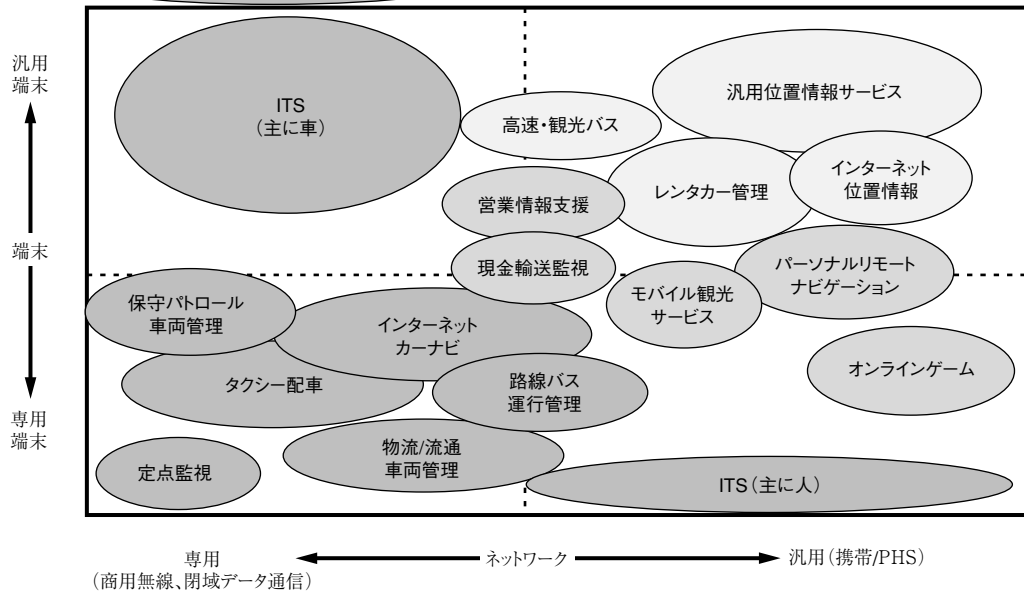 汎用
端末
ITS
(主に車)
汎用位置情報サービス
高速・観光バス
インターネット
位置情報
レンタカー管理
営業情報支援
端末
現金輸送監視
パーソナルリモート
ナビゲーション
保守パトロール
車両管理
モバイル観光
サービス
インターネット
カーナビ
タクシー配車
路線バス
運行管理
オンラインゲーム
専用
端末
物流/流通
車両管理
定点監視
ITS(主に人)
専用
(商用無線、閉域データ通信)
ネットワーク
汎用(携帯/PHS)